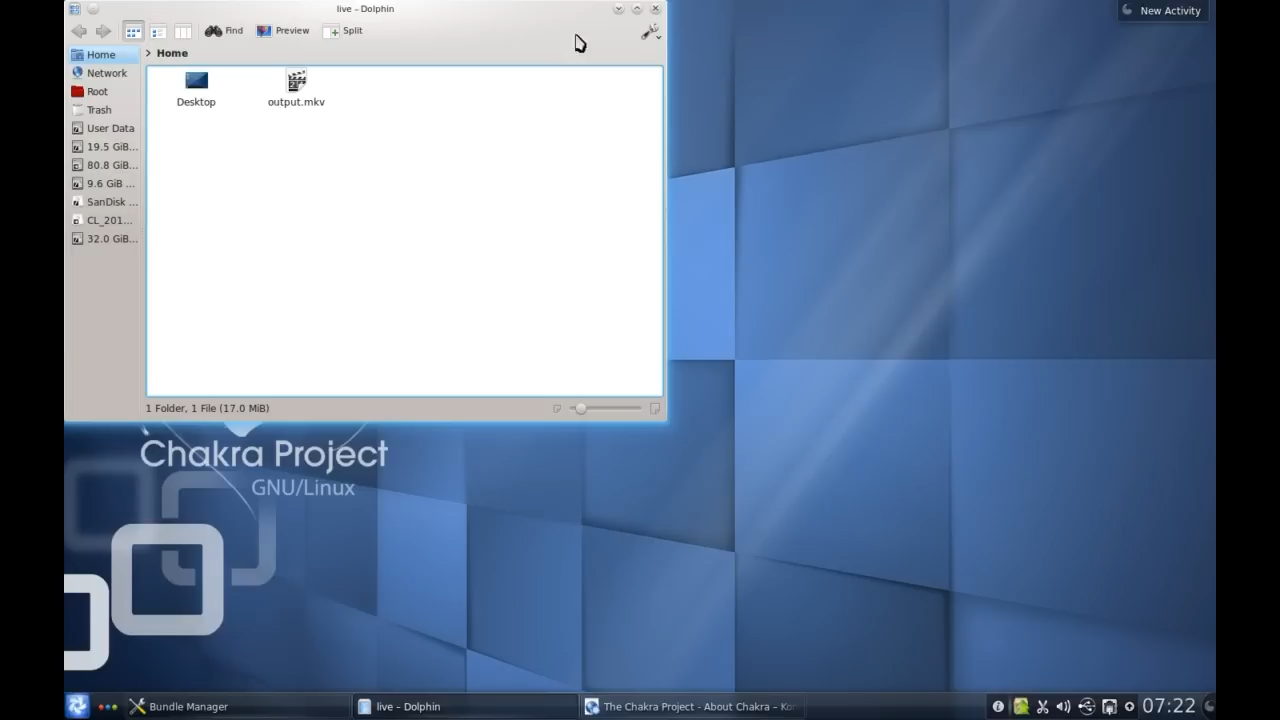 live – Dolphin
New Activity
Find
Preview
Split
Home
Home
Network
Root
Trash
User Data
19.5 GiB...
80.8 GiB...
9.6 GiB ...
SanDisk ...
CL_201...
32.0 GiB...
Desktop
output.mkv
1 Folder, 1 File (17.0 MiB)
Chakra Project
GNU/Linux
Bundle Manager
live – Dolphin
The Chakra Project - About Chakra – Kon
07:22